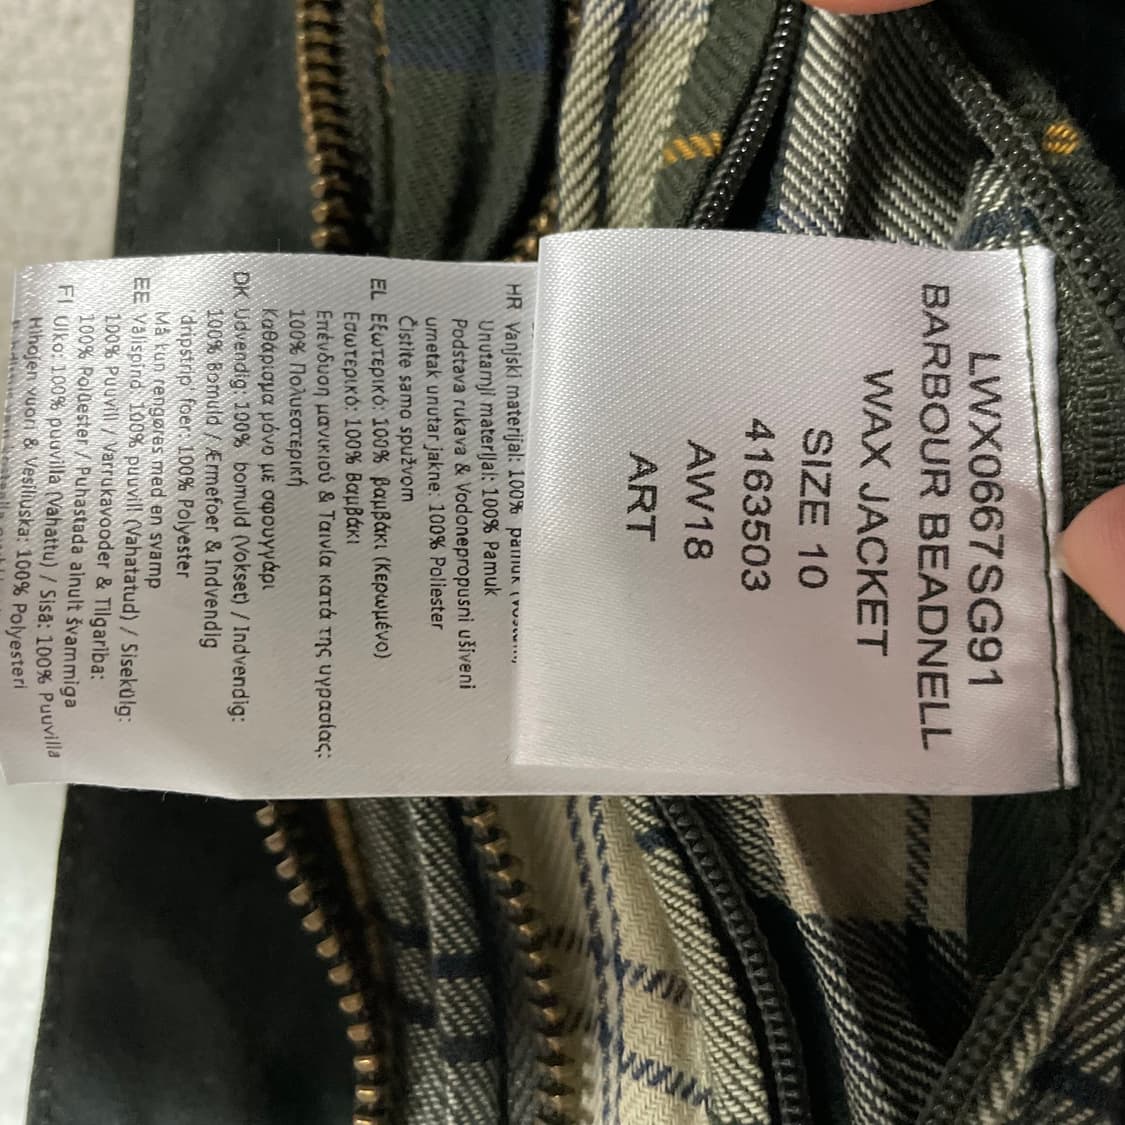 LWX0667SG91
BARBOUR BEADNELL
WAX JACKET
SIZE 10
4163503
AW18
ART
HR Vanjski materijal: 100% pamuk
Unutarnji materijal: 100% Pamuk
Podstava rukava & Vodonepropusni ušiveni
umetak unutar jakne: 100% Poliester
Čistite samo spužvom
EL Εξωτερικό: 100% βαμβάκι (Κερωμένο)
Εσωτερικό: 100% Βαμβάκι
Επένδυση μανικιού & Ταινία κατά της υγρασίας:
100% Πολυεστερική
Καθάρισμα μόνο με σφουγγάρι
DK Udvendig: 100% bomuld (Vokset) / Indvendig:
100% Bomuld / Ærmefoer & Indvendig
'dripstrip' foer: 100% Polyester
Må kun rengøres med en svamp
EE Välispind: 100% puuvill (Vahatatud) / Sisekülg:
100% Puuvill / Varrukavooder & Tilgariba:
100% Polüester / Puhastada ainult švammiga
FI Ulko: 100% puuvilla (Vahattu) / Sisä: 100% Puuvilla
Hihojen vuori & Vesiliuska: 100% Polyesteri